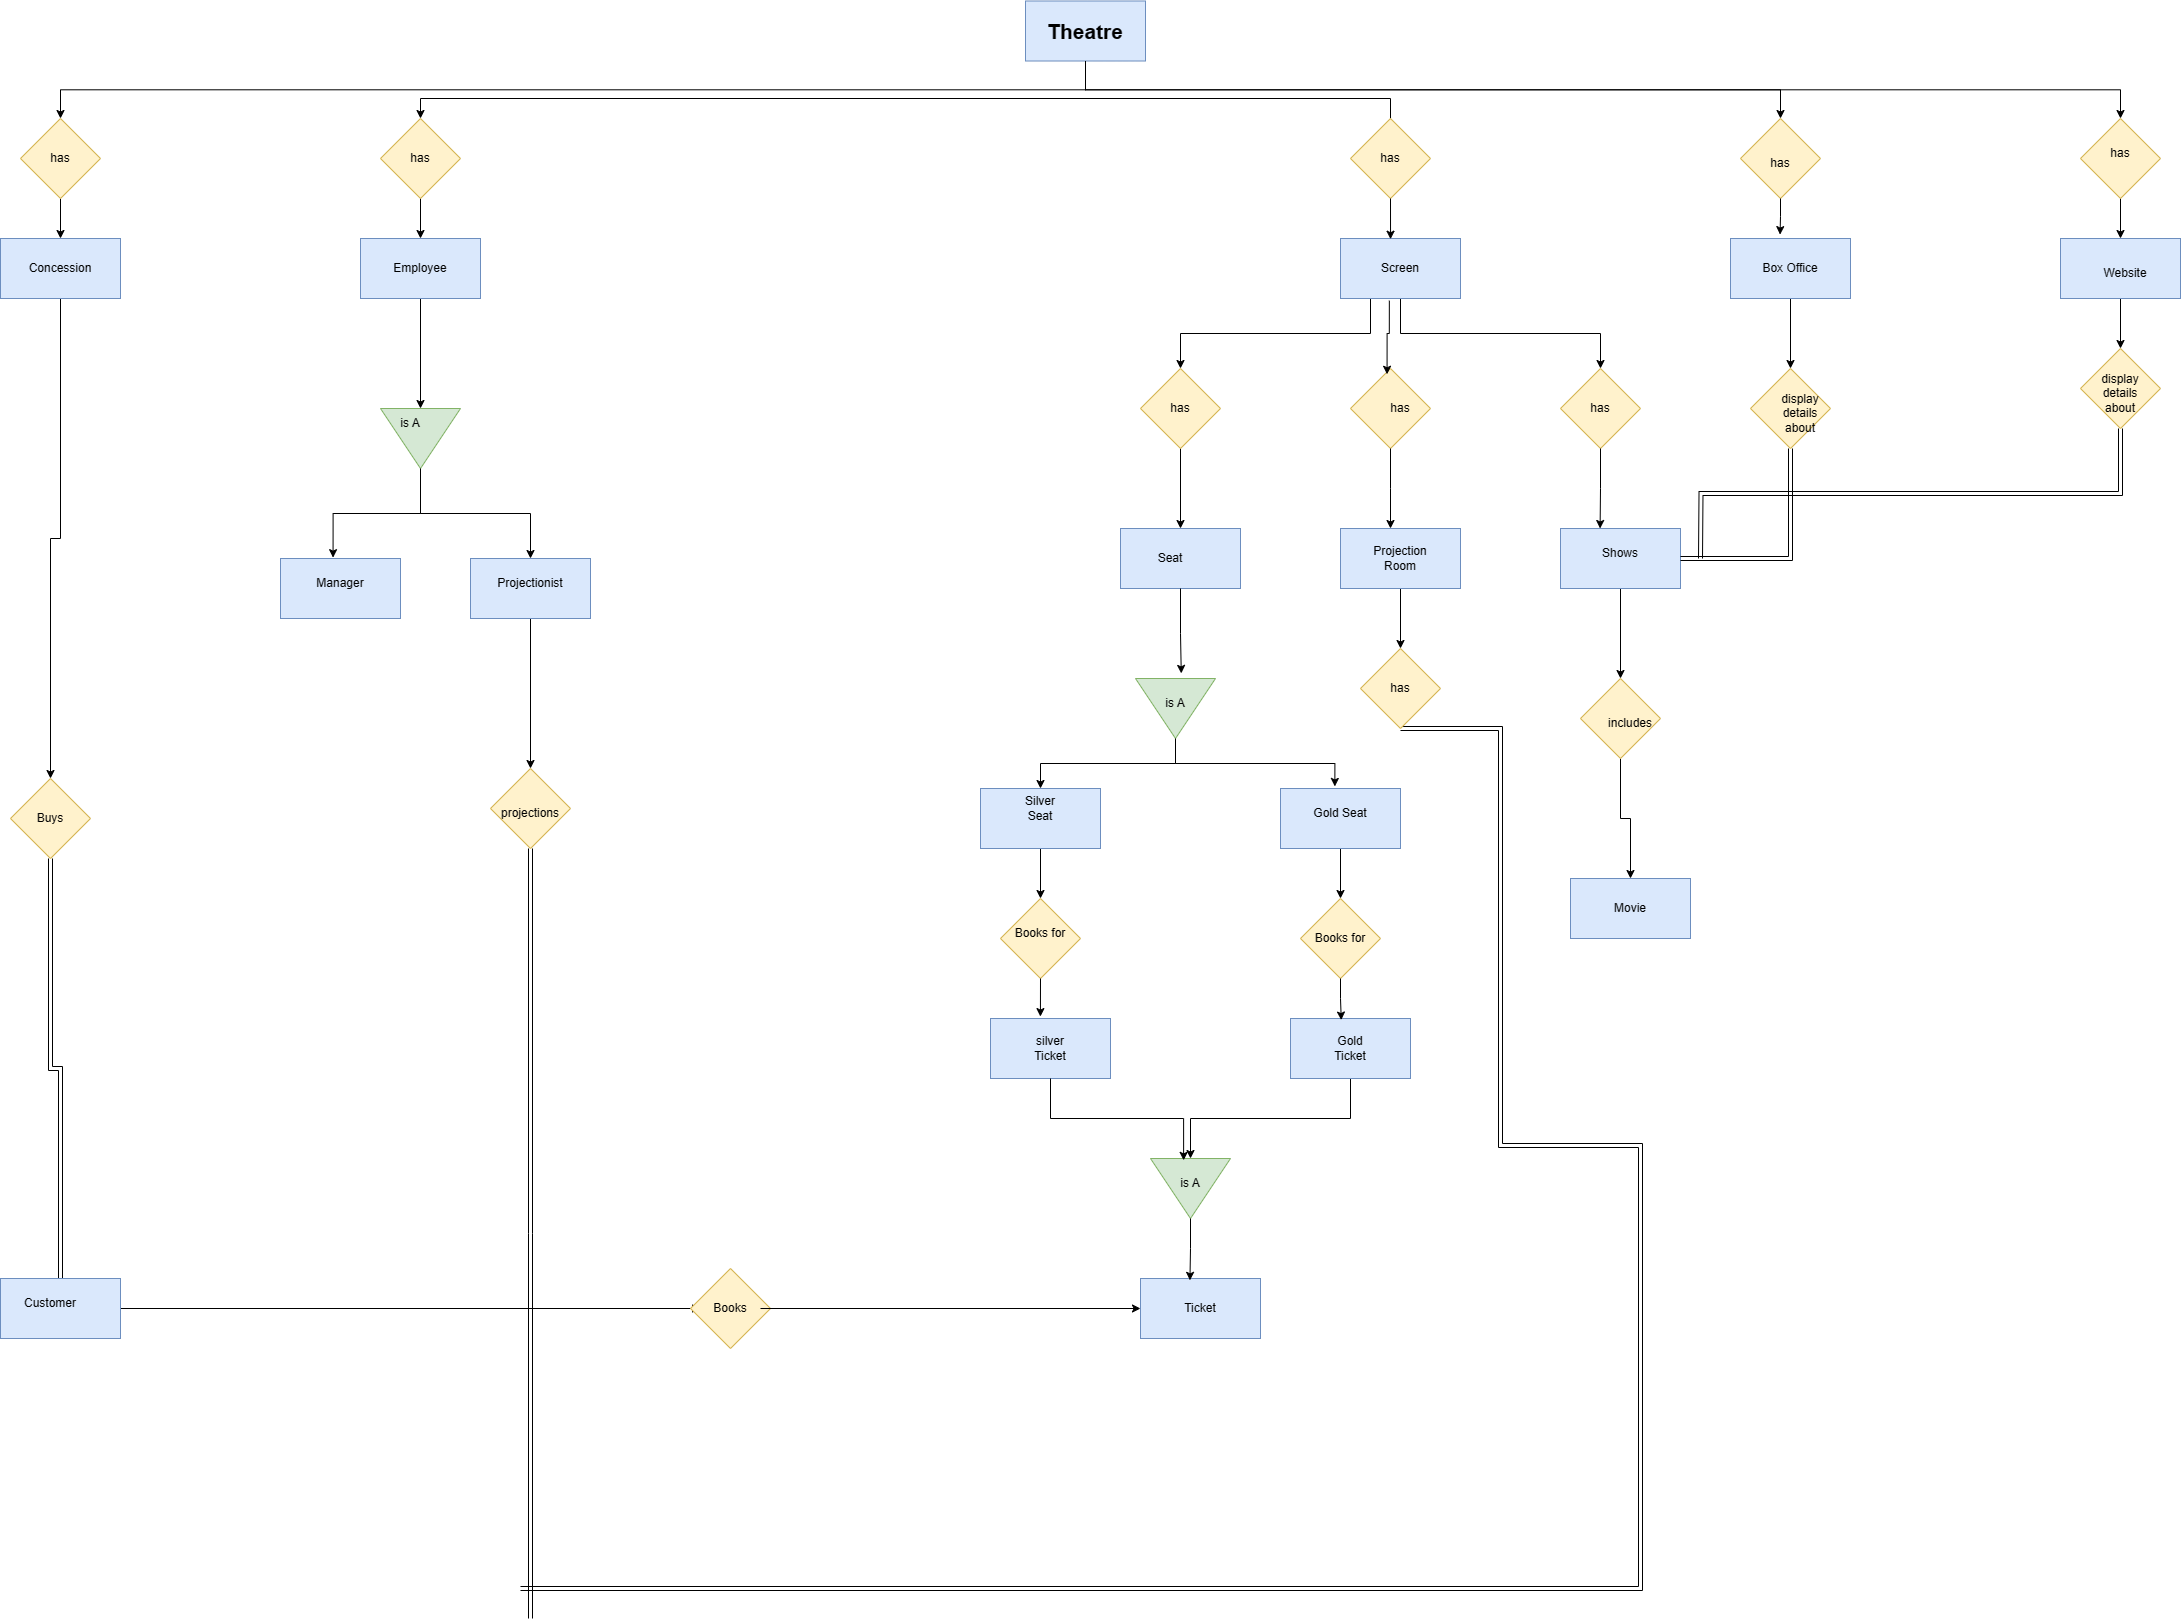 Theatre
has
has
has
has
has
Concession
Employee
Screen
Box Office
Website
display
details
about
has
has
has
display
details
about
is A
Manager
Projectionist
Seat
Projection
Room
Shows
is A
has
includes
Buys
projections
Silver
Seat
Gold Seat
Movie
Books for
Books for
silver
Ticket
Gold
Ticket
is A
Customer
Books
Ticket